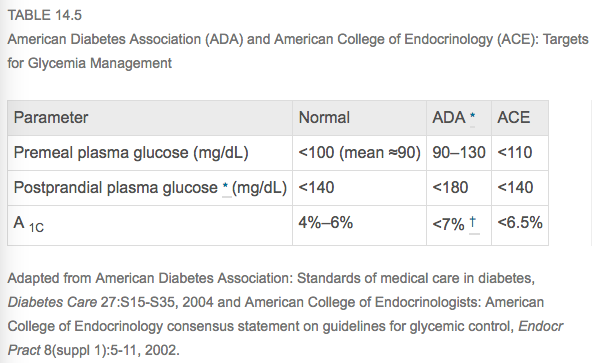 TABLE 14.5
American Diabetes Association (ADA) and American College of Endocrinology (ACE): Targets
for Glycemia Management
Parameter Normal ADA * ACE
Premeal plasma glucose (mg/dL) <100 (mean ≈90) 90–130 <110
Postprandial plasma glucose * (mg/dL) <140 <180 <140
A 1C 4%–6% <7% † <6.5%
Adapted from American Diabetes Association: Standards of medical care in diabetes,
Diabetes Care 27:S15-S35, 2004 and American College of Endocrinologists: American
College of Endocrinology consensus statement on guidelines for glycemic control, Endocr
Pract 8(suppl 1):5-11, 2002.